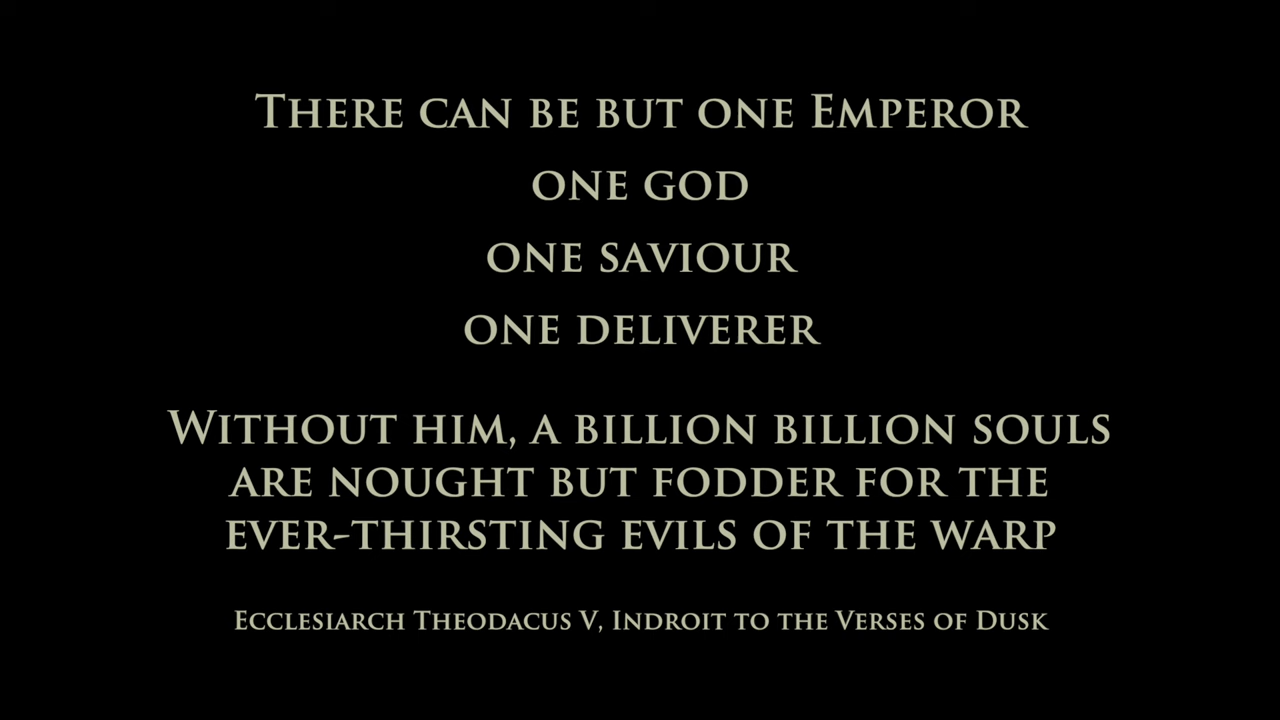 There can be but one Emperor
one god
one saviour
one deliverer
Without him, a billion billion souls
are nought but fodder for the
ever-thirsting evils of the warp
Ecclesiarch Theodacus V, Indroit to the Verses of Dusk